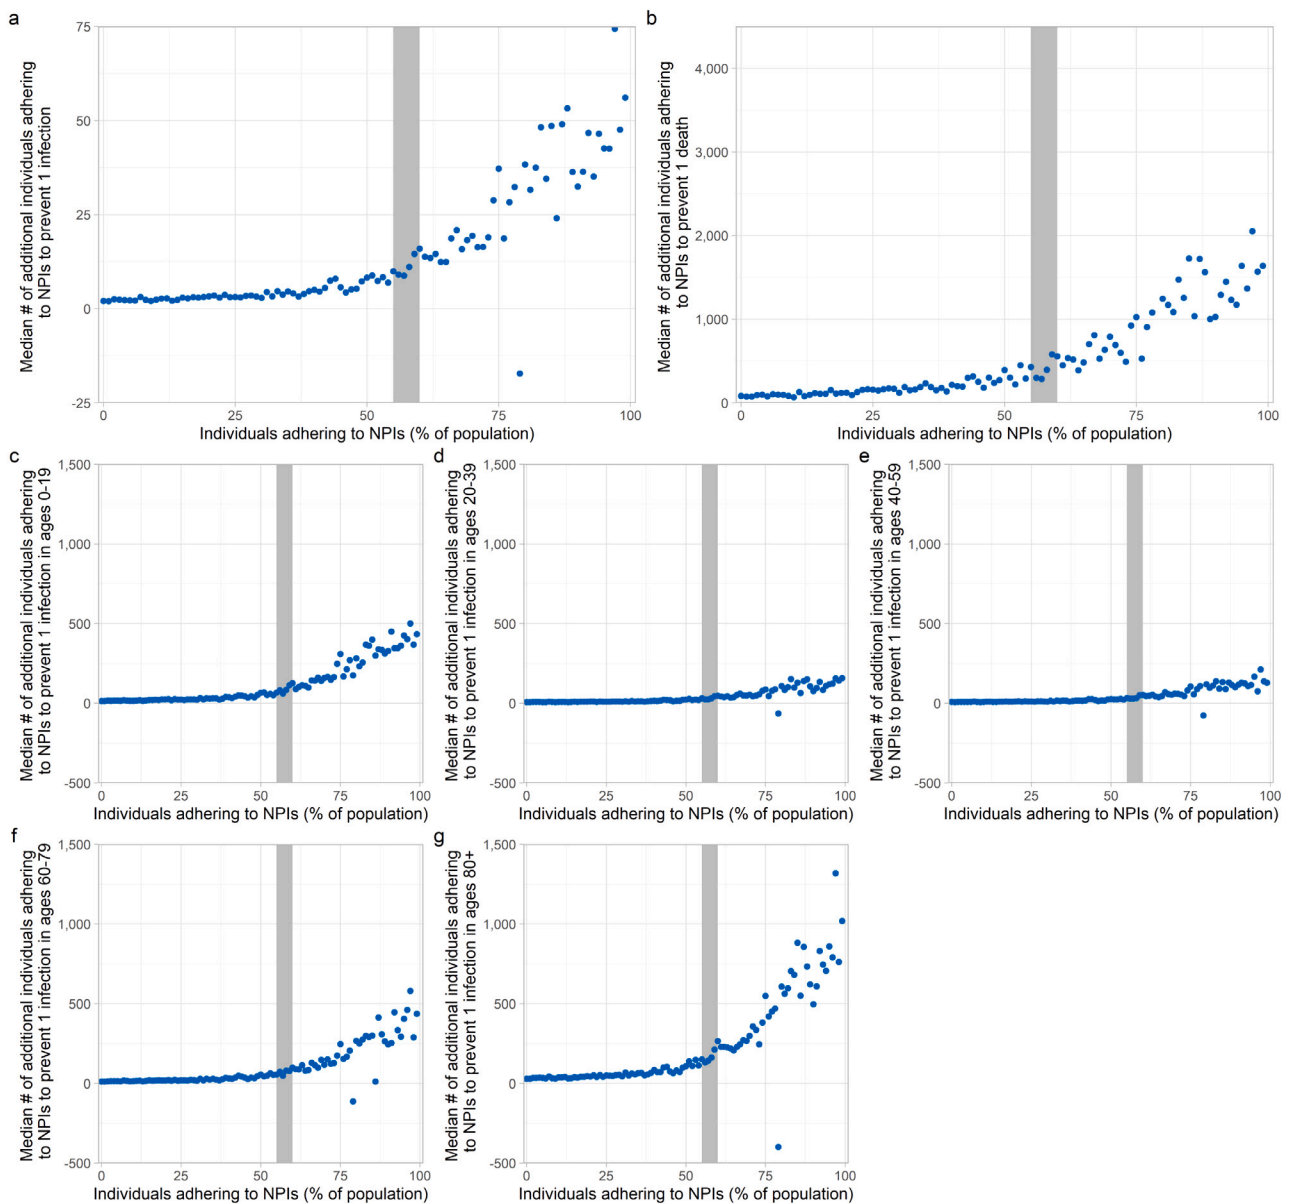 a
Median # of additional individuals adhering
to NPIs to prevent 1 infection
75
50
25
0
-25
0
25
50
75
100
Individuals adhering to NPIs (% of population)
b
Median # of additional individuals adhering
to NPIs to prevent 1 death
4,000
3,000
2,000
1,000
0
0
25
50
75
100
Individuals adhering to NPIs (% of population)
c
Median # of additional individuals adhering
to NPIs to prevent 1 infection in ages 0-19
1,500
1,000
500
0
-500
0
25
50
75
100
Individuals adhering to NPIs (% of population)
d
Median # of additional individuals adhering
to NPIs to prevent 1 infection in ages 20-39
1,500
1,000
500
0
-500
0
25
50
75
100
Individuals adhering to NPIs (% of population)
e
Median # of additional individuals adhering
to NPIs to prevent 1 infection in ages 40-59
1,500
1,000
500
0
-500
0
25
50
75
100
Individuals adhering to NPIs (% of population)
f
Median # of additional individuals adhering
to NPIs to prevent 1 infection in ages 60-79
1,500
1,000
500
0
-500
0
25
50
75
100
Individuals adhering to NPIs (% of population)
g
Median # of additional individuals adhering
to NPIs to prevent 1 infection in ages 80+
1,500
1,000
500
0
-500
0
25
50
75
100
Individuals adhering to NPIs (% of population)